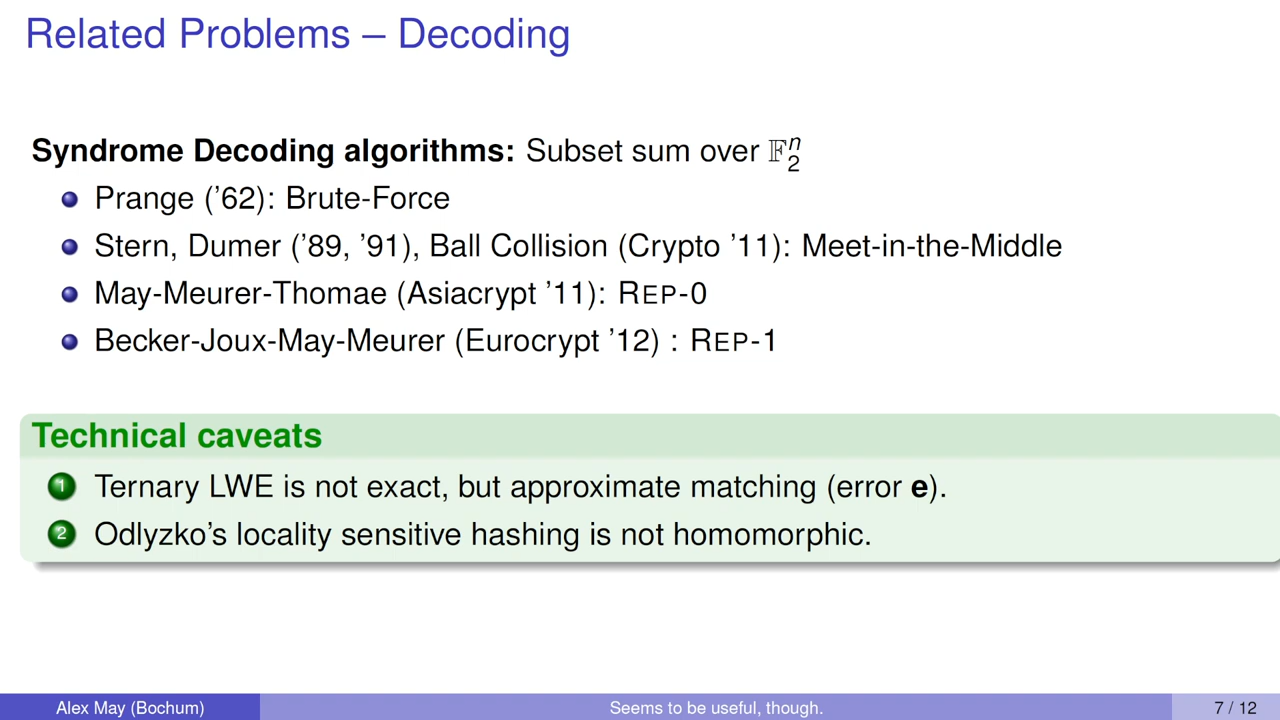 Related Problems – Decoding
Syndrome Decoding algorithms: Subset sum over 𝔽₂ⁿ
Prange ('62): Brute-Force
Stern, Dumer ('89, '91), Ball Collision (Crypto '11): Meet-in-the-Middle
May-Meurer-Thomae (Asiacrypt '11): REP-0
Becker-Joux-May-Meurer (Eurocrypt '12) : REP-1
Technical caveats
1 Ternary LWE is not exact, but approximate matching (error e).
2 Odlyzko's locality sensitive hashing is not homomorphic.
Alex May (Bochum) Seems to be useful, though. 7 / 12